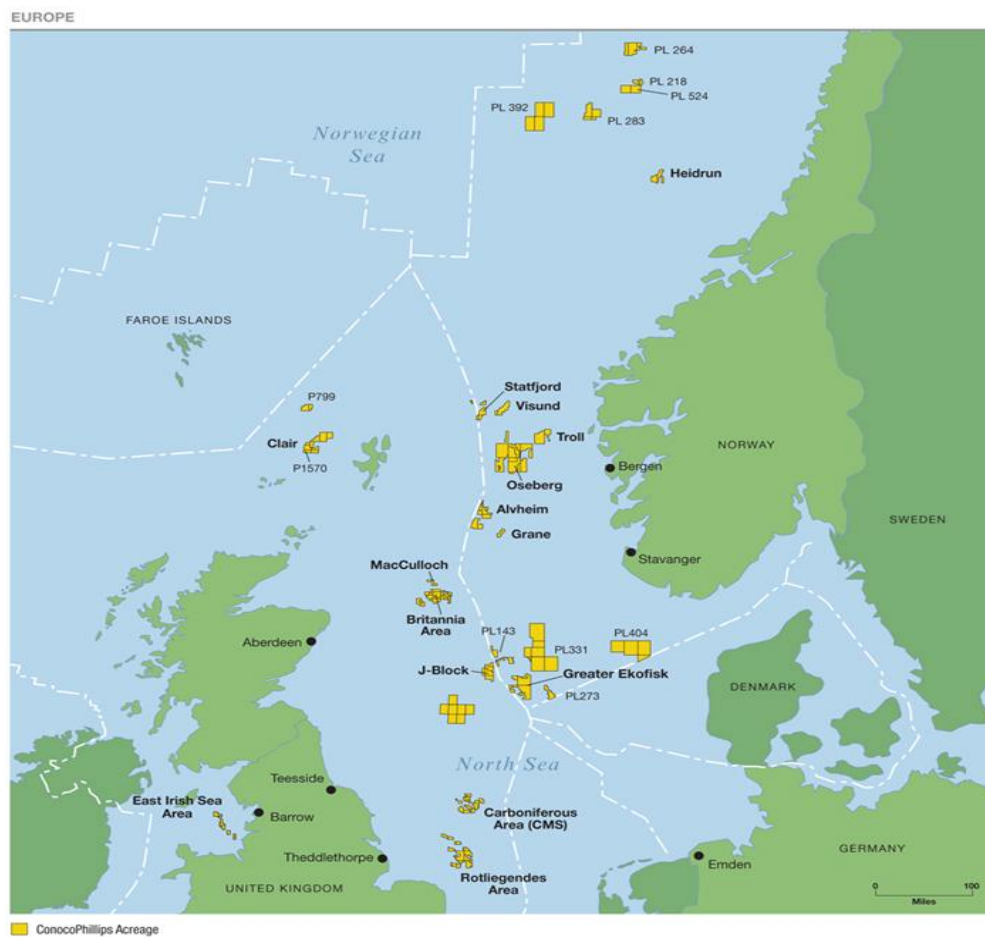 EUROPE
PL 264
PL 218
PL 524
PL 392
PL 283
Norwegian
Sea
Heidrun
FAROE ISLANDS
P799
Statfjord
Visund
Clair
Troll
NORWAY
P1570
Bergen
Oseberg
Alvheim
SWEDEN
Grane
Stavanger
MacCulloch
Britannia
Area
PL143
PL404
Aberdeen
PL331
J-Block
Greater Ekofisk
PL273
DENMARK
North Sea
Teesside
East Irish Sea
Area
Barrow
Carboniferous
Area (CMS)
Theddlethorpe
GERMANY
Emden
Rotliegendes
Area
UNITED KINGDOM
0
100
Miles
ConocoPhillips Acreage